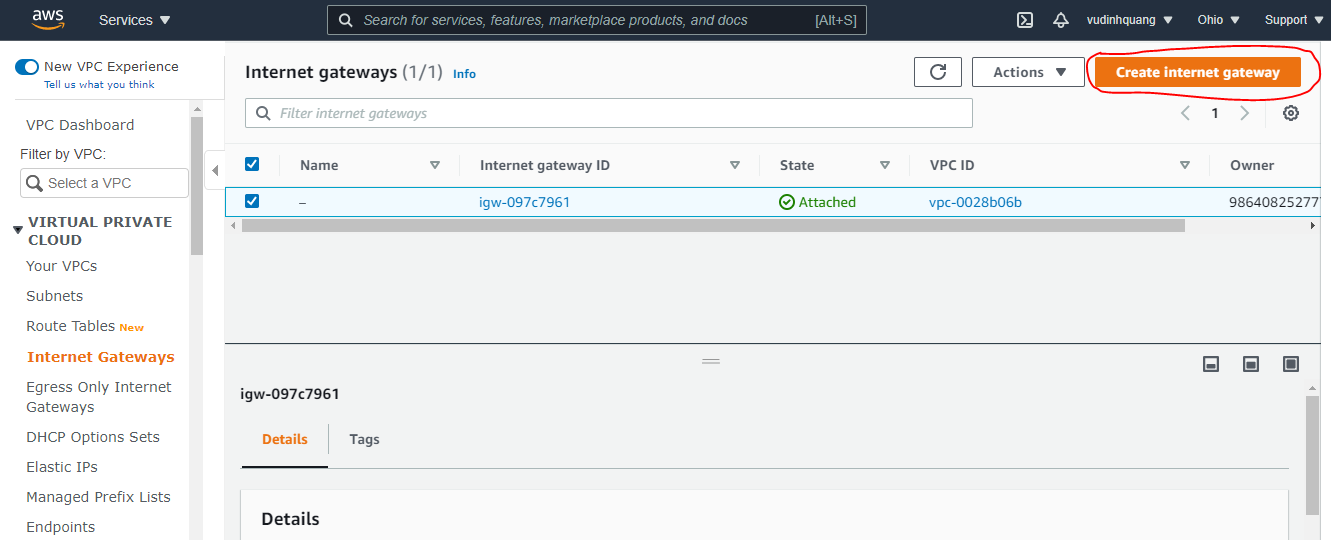 aws
Services
Search for services, features, marketplace products, and docs [Alt+S]
vudinhquang
Ohio
Support
New VPC Experience
Tell us what you think
VPC Dashboard
Filter by VPC:
Select a VPC
VIRTUAL PRIVATE
CLOUD
Your VPCs
Subnets
Route Tables New
Internet Gateways
Egress Only Internet
Gateways
DHCP Options Sets
Elastic IPs
Managed Prefix Lists
Endpoints
Internet gateways (1/1) Info
Actions
Create internet gateway
Filter internet gateways
1
Name Internet gateway ID State VPC ID Owner
– igw-097c7961 Attached vpc-0028b06b 98640825277
igw-097c7961
Details Tags
Details